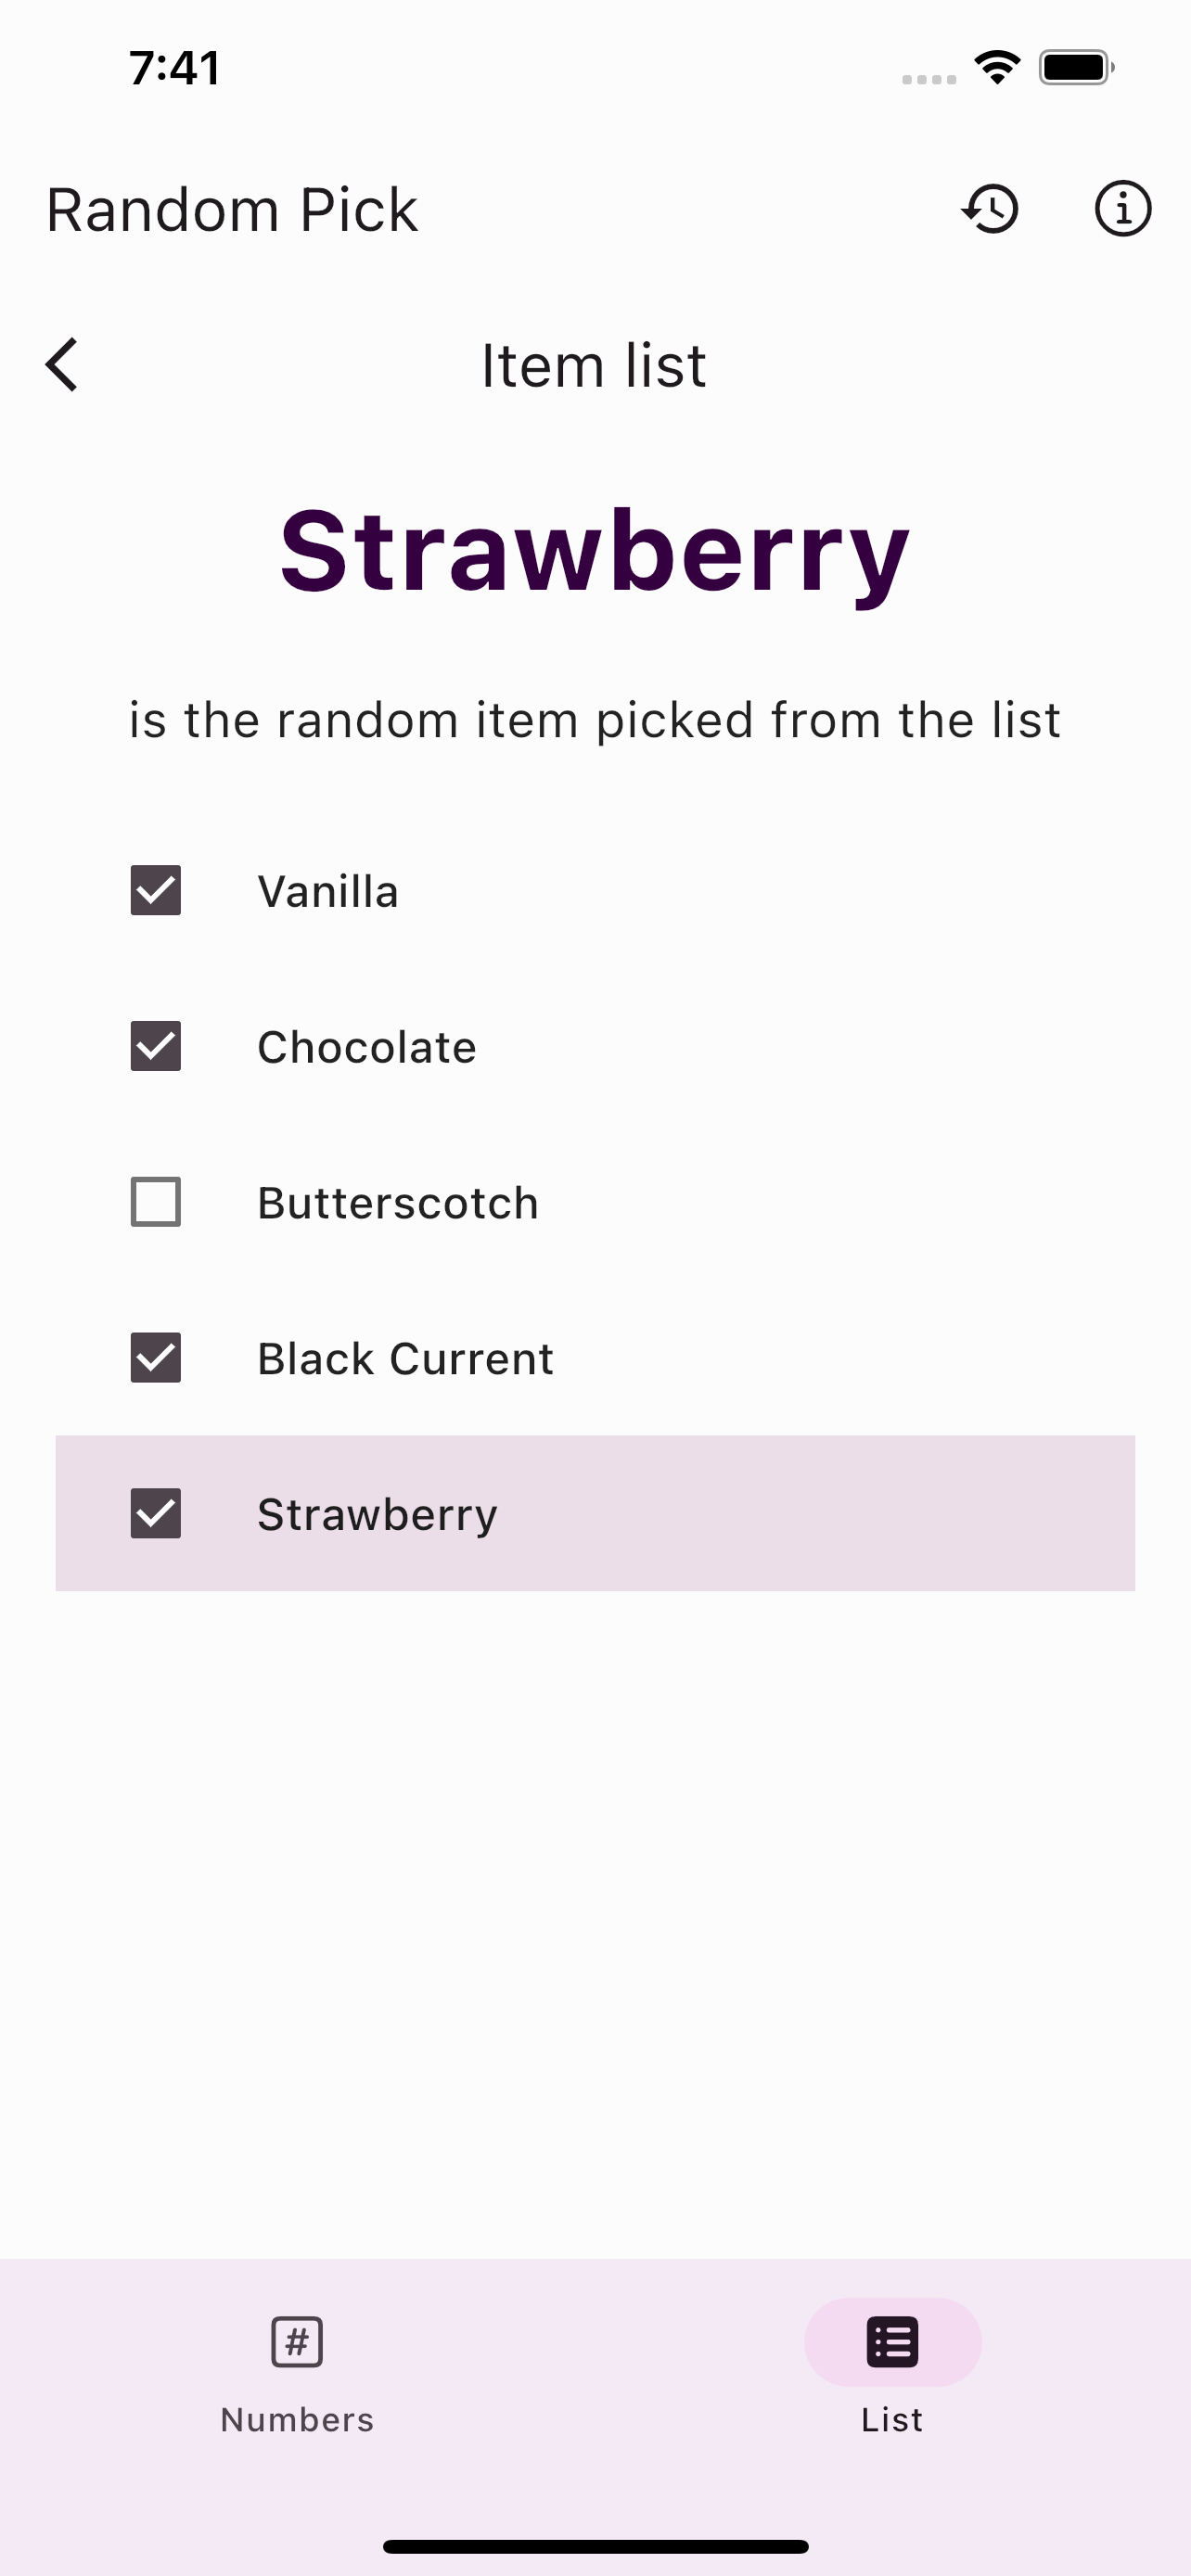 7:41
Random Pick
Item list
Strawberry
is the random item picked from the list
Vanilla
Chocolate
Butterscotch
Black Current
Strawberry
#
Numbers
List